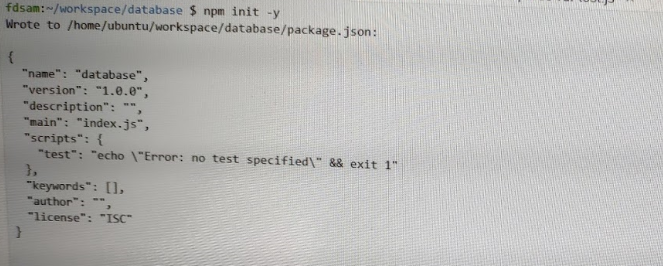 fdsam:~/workspace/database $ npm init -y
Wrote to /home/ubuntu/workspace/database/package.json:
{
"name": "database",
"version": "1.0.0",
"description": "",
"main": "index.js",
"scripts": {
"test": "echo \"Error: no test specified\" && exit 1"
},
"keywords": [],
"author": "",
"license": "ISC"
}